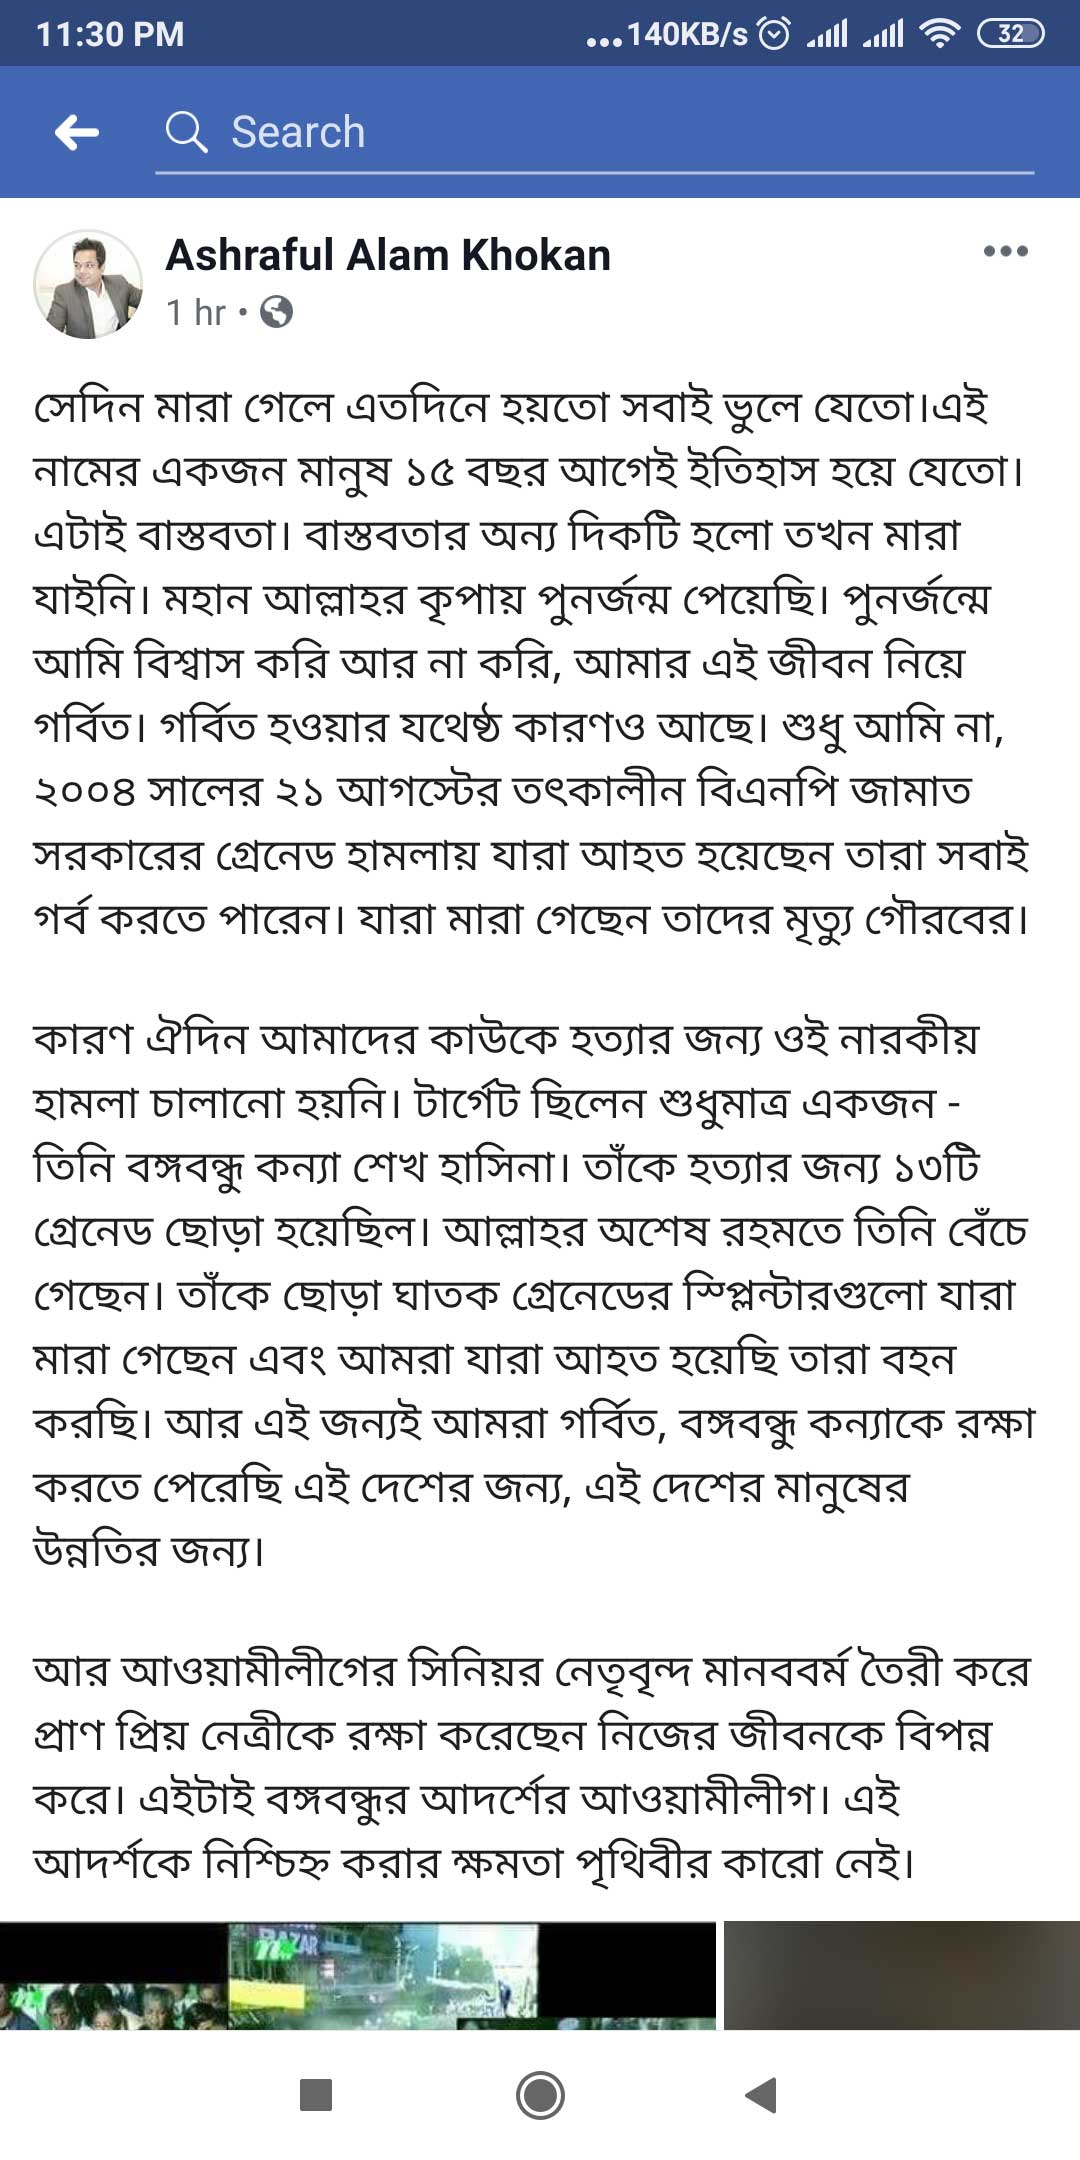 11:30 PM
...140KB/s
32
Search
Ashraful Alam Khokan
1 hr •
সেদিন মারা গেলে এতদিনে হয়তো সবাই ভুলে যেতো।এই
নামের একজন মানুষ ১৫ বছর আগেই ইতিহাস হয়ে যেতো।
এটাই বাস্তবতা। বাস্তবতার অন্য দিকটি হলো তখন মারা
যাইনি। মহান আল্লাহর কৃপায় পুনর্জন্ম পেয়েছি। পুনর্জন্মে
আমি বিশ্বাস করি আর না করি, আমার এই জীবন নিয়ে
গর্বিত। গর্বিত হওয়ার যথেষ্ঠ কারণও আছে। শুধু আমি না,
২০০৪ সালের ২১ আগস্টের তৎকালীন বিএনপি জামাত
সরকারের গ্রেনেড হামলায় যারা আহত হয়েছেন তারা সবাই
গর্ব করতে পারেন। যারা মারা গেছেন তাদের মৃত্যু গৌরবের।
কারণ ঐদিন আমাদের কাউকে হত্যার জন্য ওই নারকীয়
হামলা চালানো হয়নি। টার্গেট ছিলেন শুধুমাত্র একজন -
তিনি বঙ্গবন্ধু কন্যা শেখ হাসিনা। তাঁকে হত্যার জন্য ১৩টি
গ্রেনেড ছোড়া হয়েছিল। আল্লাহর অশেষ রহমতে তিনি বেঁচে
গেছেন। তাঁকে ছোড়া ঘাতক গ্রেনেডের স্প্লিন্টারগুলো যারা
মারা গেছেন এবং আমরা যারা আহত হয়েছি তারা বহন
করছি। আর এই জন্যই আমরা গর্বিত, বঙ্গবন্ধু কন্যাকে রক্ষা
করতে পেরেছি এই দেশের জন্য, এই দেশের মানুষের
উন্নতির জন্য।
আর আওয়ামীলীগের সিনিয়র নেতৃবৃন্দ মানববর্ম তৈরী করে
প্রাণ প্রিয় নেত্রীকে রক্ষা করেছেন নিজের জীবনকে বিপন্ন
করে। এইটাই বঙ্গবন্ধুর আদর্শের আওয়ামীলীগ। এই
আদর্শকে নিশ্চিহ্ন করার ক্ষমতা পৃথিবীর কারো নেই।